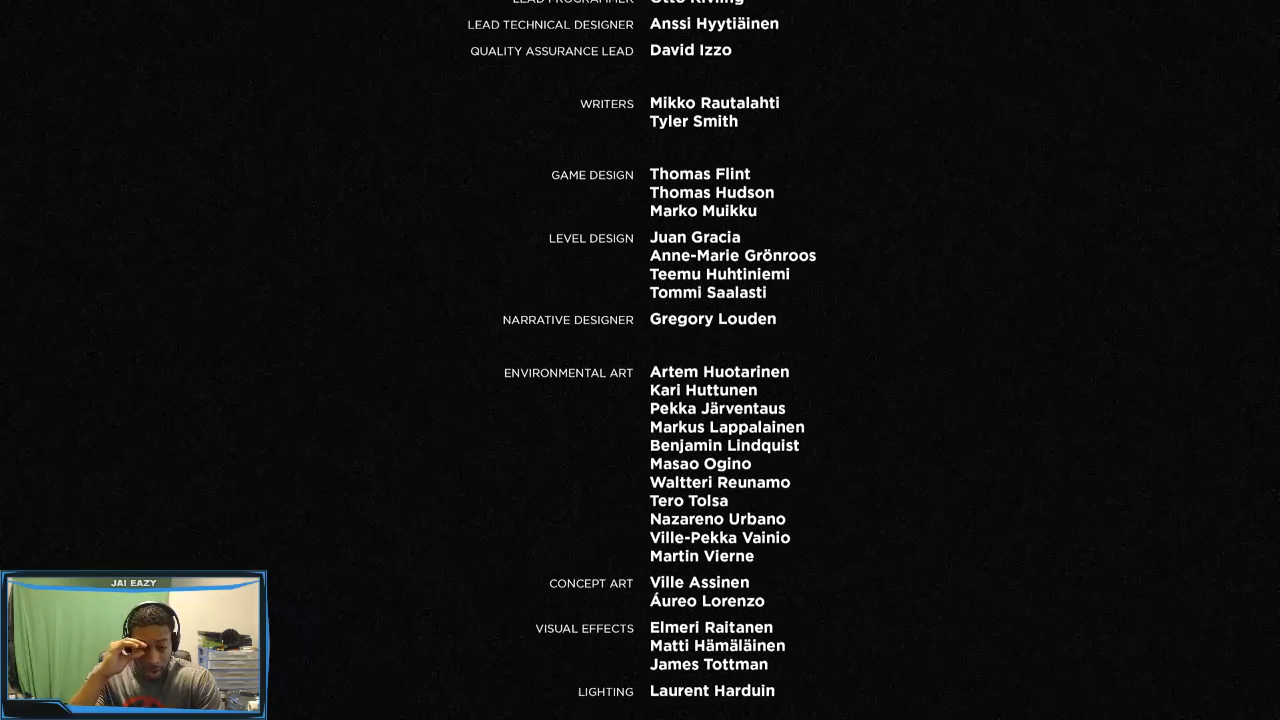 LEAD PROGRAMMER Otto Kivling
LEAD TECHNICAL DESIGNER Anssi Hyytiäinen
QUALITY ASSURANCE LEAD David Izzo
WRITERS Mikko Rautalahti
Tyler Smith
GAME DESIGN Thomas Flint
Thomas Hudson
Marko Muikku
LEVEL DESIGN Juan Gracia
Anne-Marie Grönroos
Teemu Huhtiniemi
Tommi Saalasti
NARRATIVE DESIGNER Gregory Louden
ENVIRONMENTAL ART Artem Huotarinen
Kari Huttunen
Pekka Järventaus
Markus Lappalainen
Benjamin Lindquist
Masao Ogino
Waltteri Reunamo
Tero Tolsa
Nazareno Urbano
Ville-Pekka Vainio
Martin Vierne
CONCEPT ART Ville Assinen
Áureo Lorenzo
VISUAL EFFECTS Elmeri Raitanen
Matti Hämäläinen
James Tottman
LIGHTING Laurent Harduin
JAI EAZY